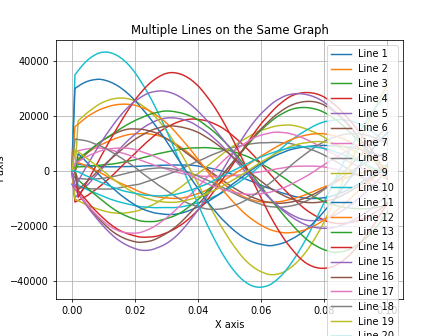 Multiple Lines on the Same Graph
40000
20000
0
−20000
−40000
0.00
0.02
0.04
0.06
X axis
Line 1
Line 2
Line 3
Line 4
Line 5
Line 6
Line 7
Line 8
Line 9
Line 10
Line 11
Line 12
Line 13
Line 14
Line 15
Line 16
Line 17
Line 18
Line 19
Line 20